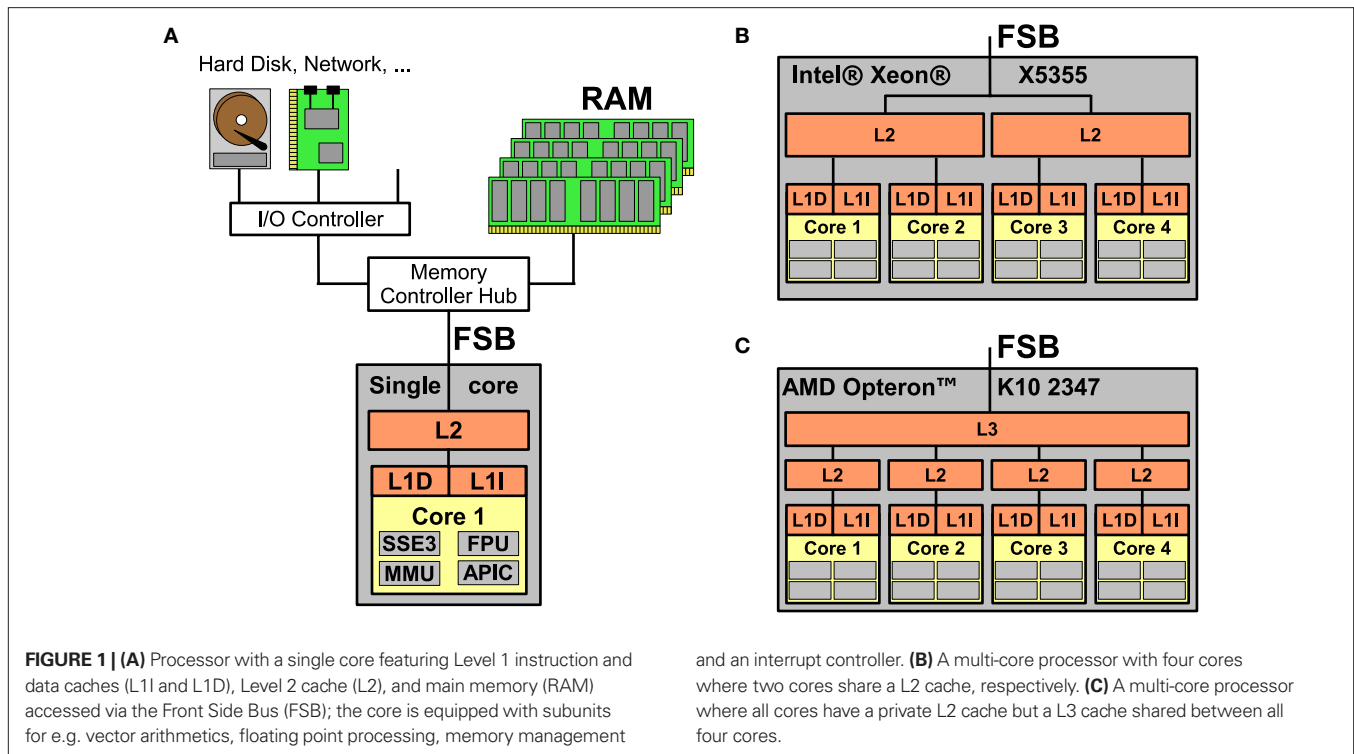 A
Hard Disk, Network, ...
RAM
I/O Controller
Memory
Controller Hub
FSB
Single core
L2
L1D L1I
Core 1
SSE3 FPU
MMU APIC
B
FSB
Intel® Xeon® X5355
L2 L2
L1D L1I L1D L1I L1D L1I L1D L1I
Core 1 Core 2 Core 3 Core 4
C
FSB
AMD Opteron™ K10 2347
L3
L2 L2 L2 L2
L1D L1I L1D L1I L1D L1I L1D L1I
Core 1 Core 2 Core 3 Core 4
FIGURE 1 | (A) Processor with a single core featuring Level 1 instruction and
data caches (L1I and L1D), Level 2 cache (L2), and main memory (RAM)
accessed via the Front Side Bus (FSB); the core is equipped with subunits
for e.g. vector arithmetics, floating point processing, memory management
and an interrupt controller. (B) A multi-core processor with four cores
where two cores share a L2 cache, respectively. (C) A multi-core processor
where all cores have a private L2 cache but a L3 cache shared between all
four cores.